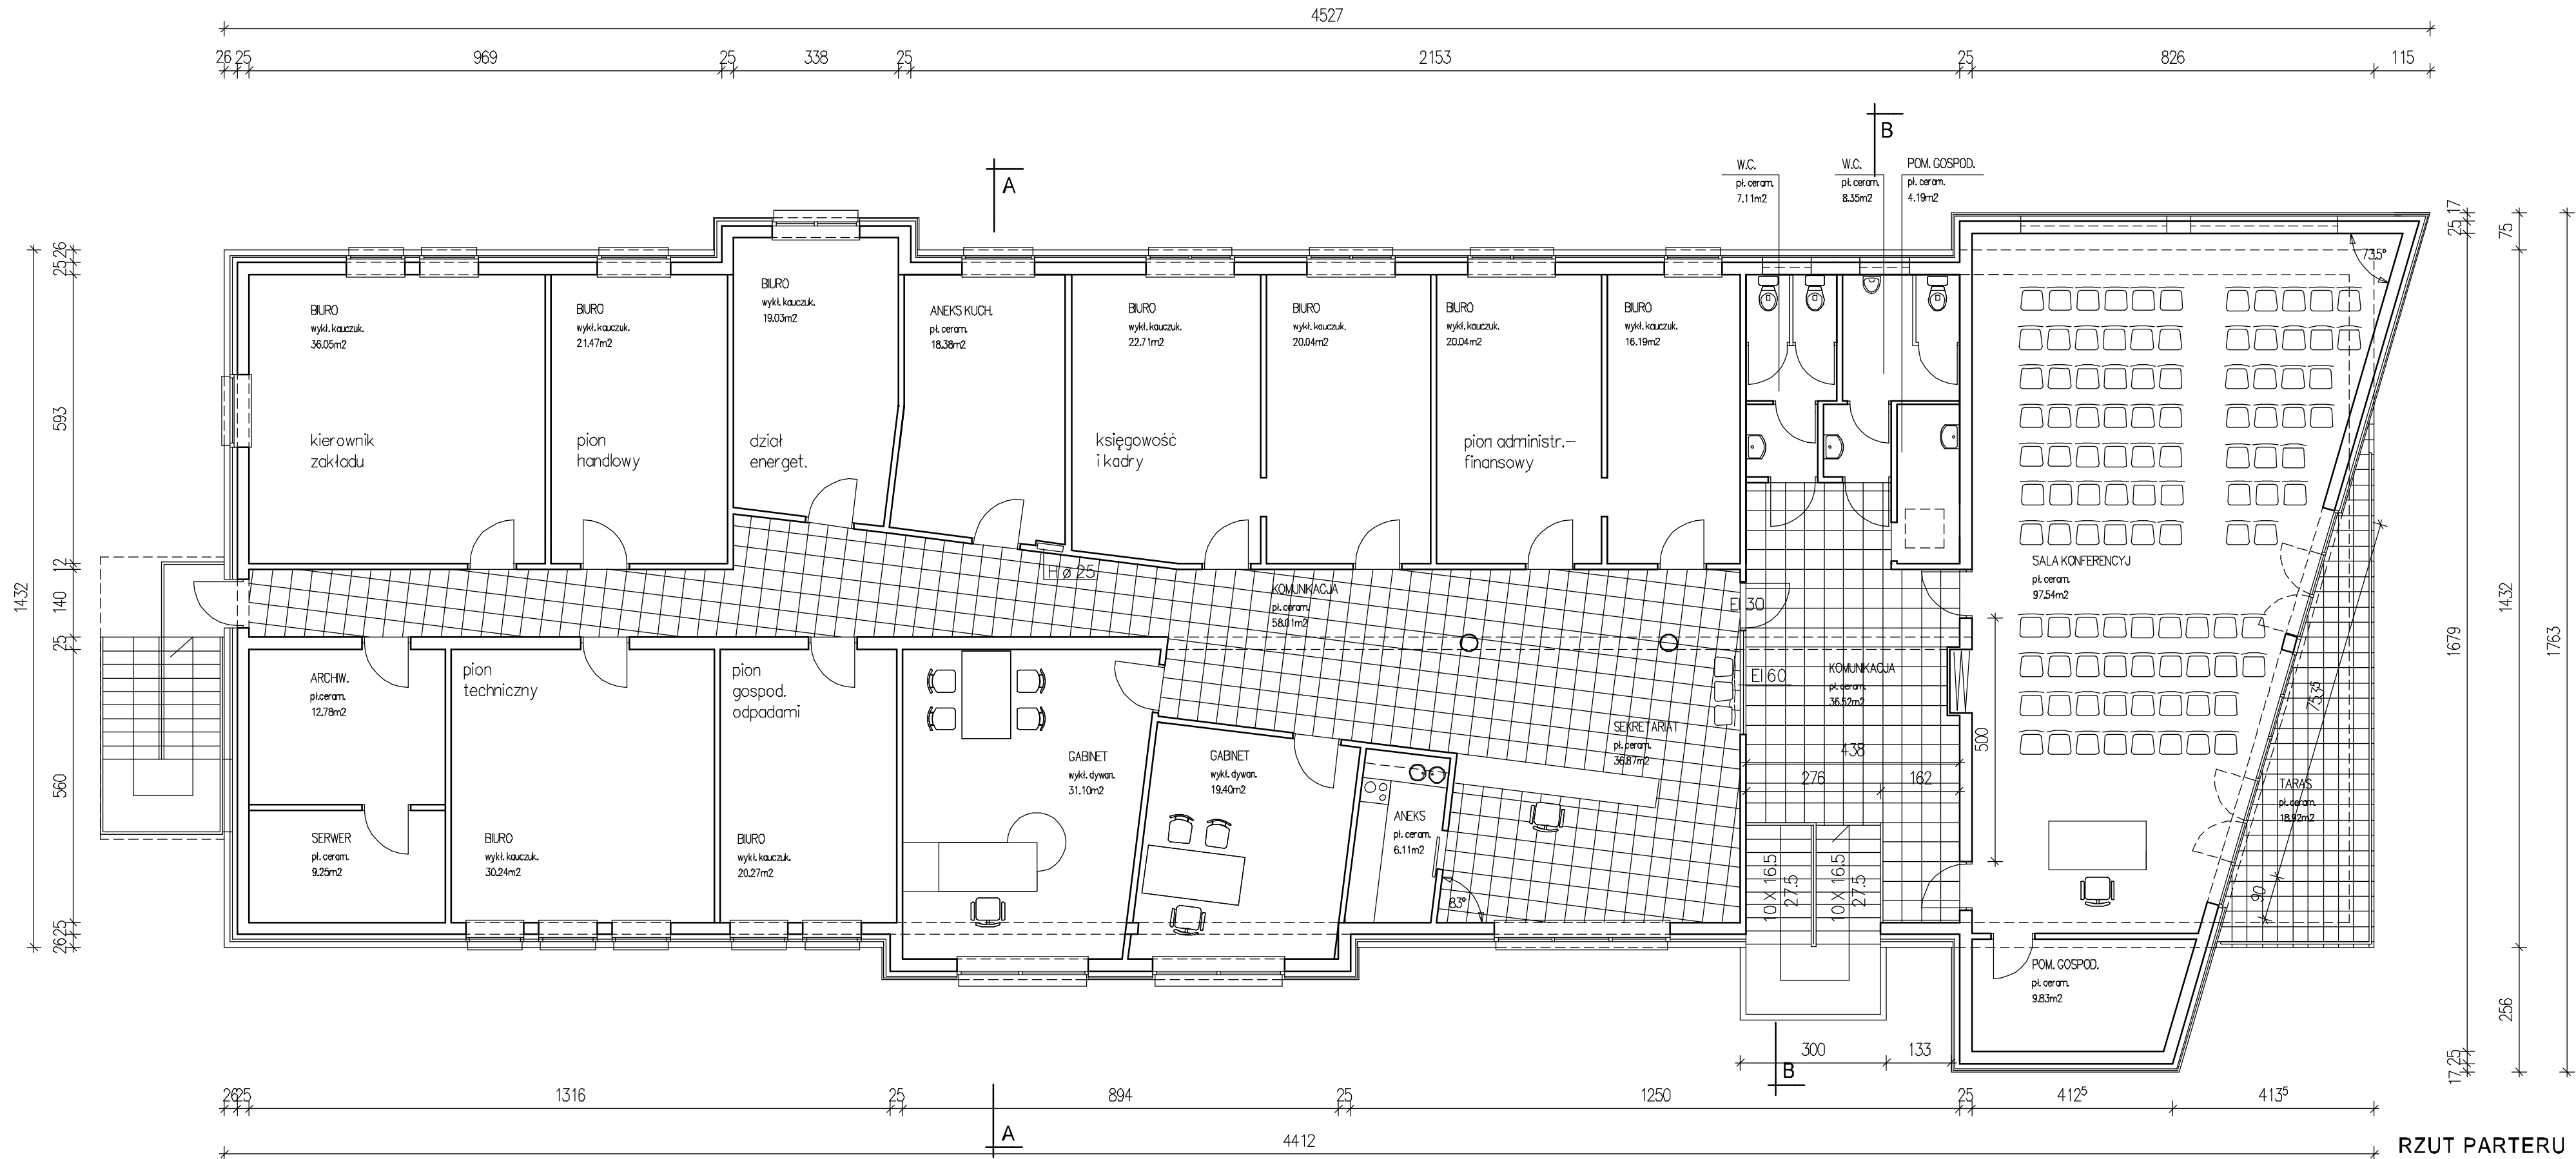 4527
26 25 969 25 338 25 2153 25 826 115
A
B
W.C.
pł. ceram.
7.11m2
W.C.
pł. ceram.
8.35m2
POM. GOSPOD.
pł. ceram.
4.19m2
BIURO
wykł. kauczuk.
36.05m2
kierownik
zakładu
BIURO
wykł. kauczuk.
21.47m2
pion
handlowy
BIURO
wykł. kauczuk.
19.03m2
dział
energet.
ANEKS KUCH.
pł. ceram.
18.38m2
BIURO
wykł. kauczuk.
22.71m2
księgowość
i kadry
BIURO
wykł. kauczuk.
20.04m2
BIURO
wykł. kauczuk.
20.04m2
pion administr.-
finansowy
BIURO
wykł. kauczuk.
16.19m2
73.5°
SALA KONFERENCYJ
pł. ceram.
97.54m2
H ø 25
KOMUNIKACJA
pł. ceram.
58.01m2
EI 30
EI 60
KOMUNIKACJA
pł. ceram.
36.52m2
438
276 162
500
ARCHIW.
pł.ceram.
12.78m2
SERWER
pł. ceram.
9.25m2
pion
techniczny
BIURO
wykł. kauczuk.
30.24m2
pion
gospod.
odpadami
BIURO
wykł. kauczuk.
20.27m2
GABINET
wykł. dywan.
31.10m2
GABINET
wykł. dywan.
19.40m2
ANEKS
pł. ceram.
6.11m2
SEKRETARIAT
pł. ceram.
36.87m2
83°
10 X 16.5
27.5
10 X 16.5
27.5
7535
TARAS
pł. ceram.
18.92m2
90
POM. GOSPOD.
pł. ceram.
9.83m2
1432
2526
593
12
140
25
560
2625
2517
1679
1725
75
1432
256
1763
300 133
B
26 25 1316 25 894 25 1250 25 412⁵ 413⁵
A
4412
RZUT PARTERU